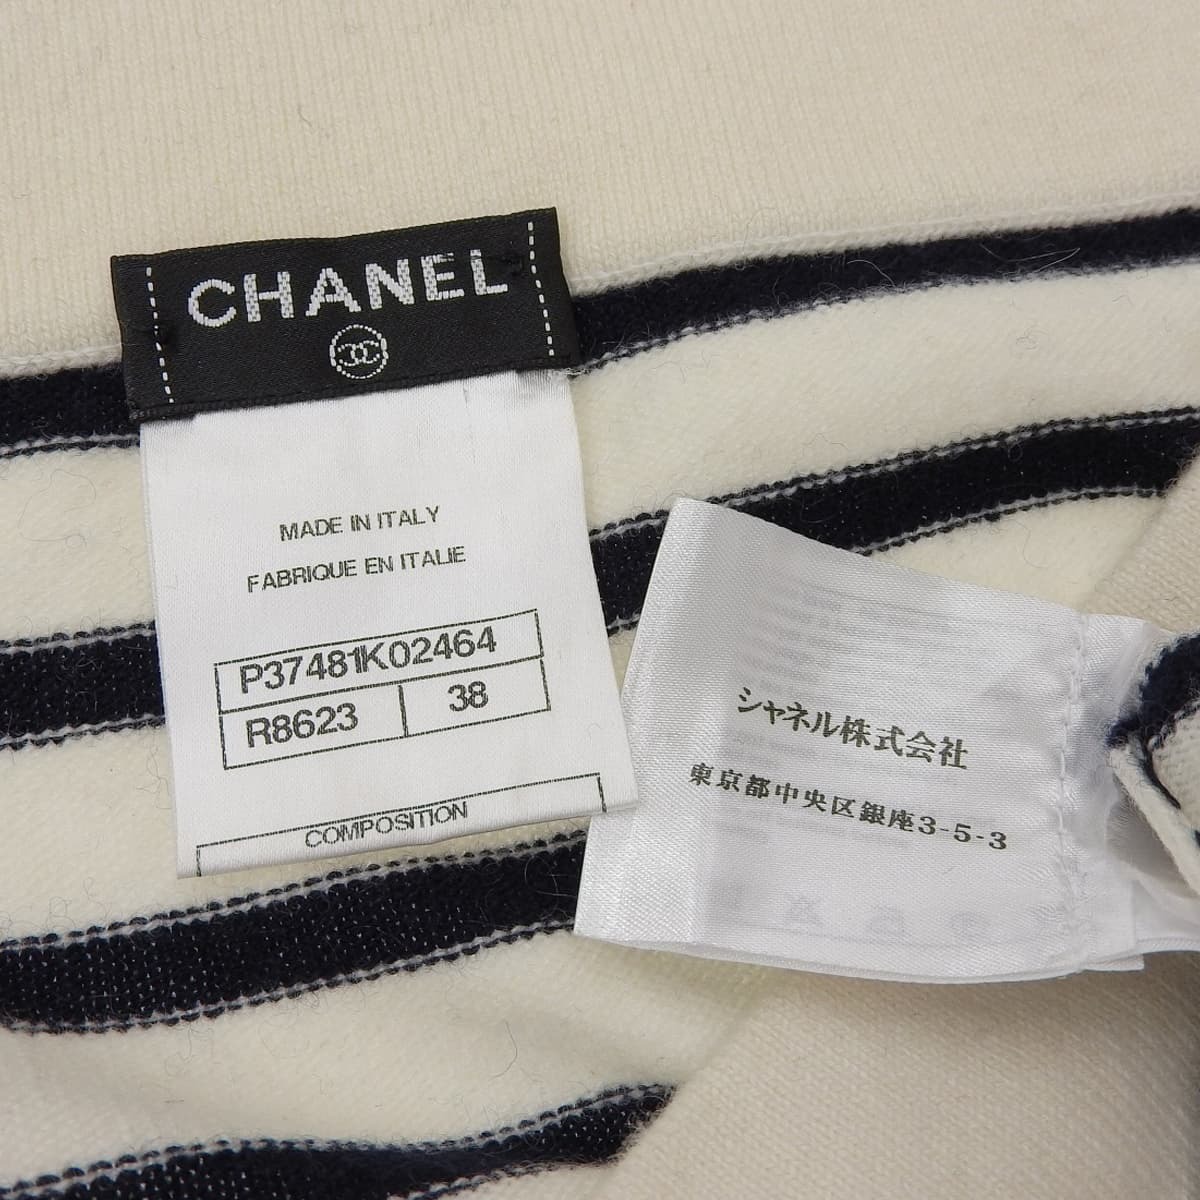 CHANEL
MADE IN ITALY
FABRIQUE EN ITALIE
P37481K02464
R8623 38
COMPOSITION
シャネル株式会社
東京都中央区銀座3-5-3